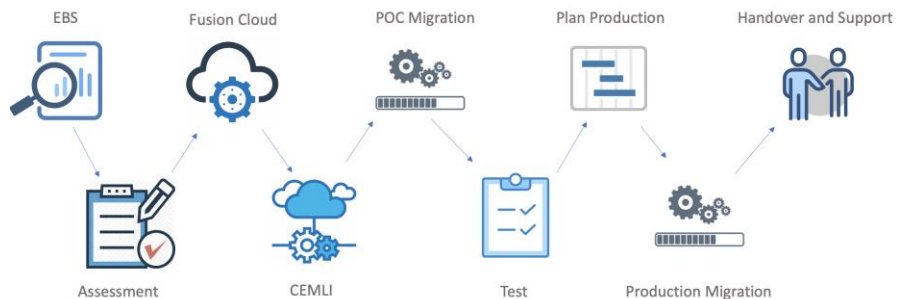 EBS
Fusion Cloud
POC Migration
Plan Production
Handover and Support
Assessment
CEMLI
Test
Production Migration